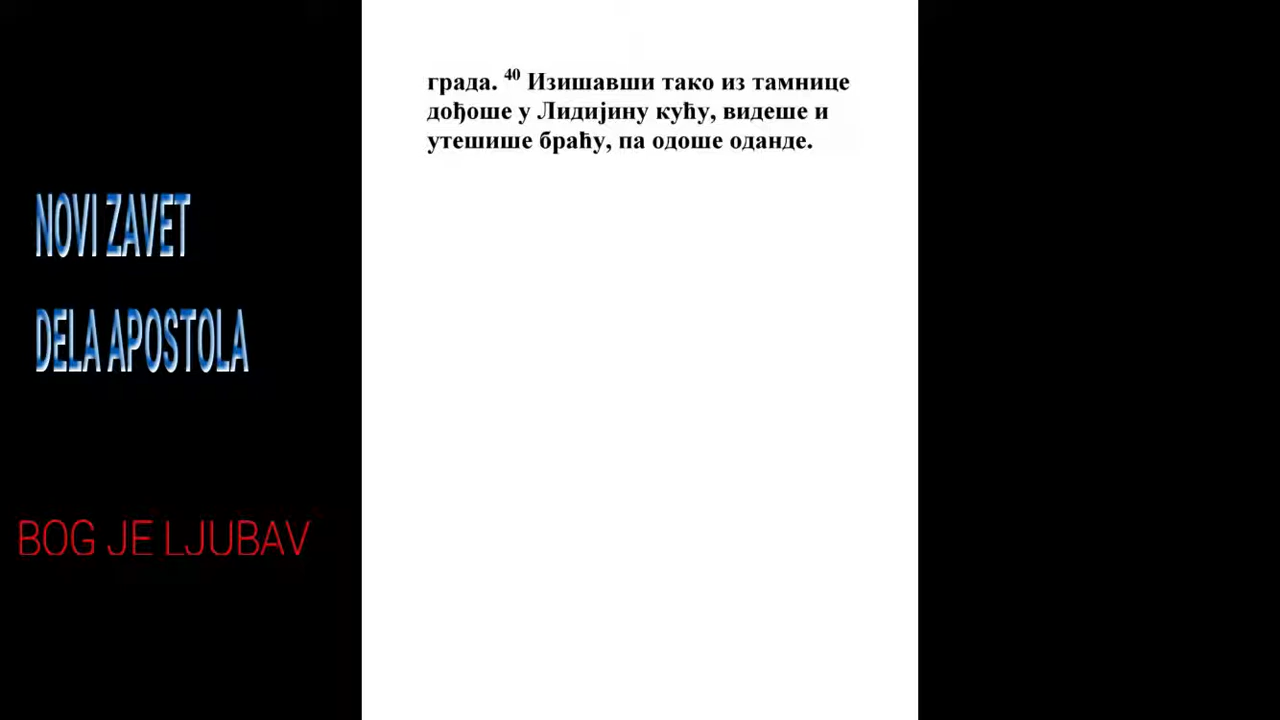 NOVI ZAVET
DELA APOSTOLA
BOG JE LJUBAV
града. 40 Изишавши тако из тамнице
дођоше у Лидијину кућу, видеше и
утешише браћу, па одоше оданде.